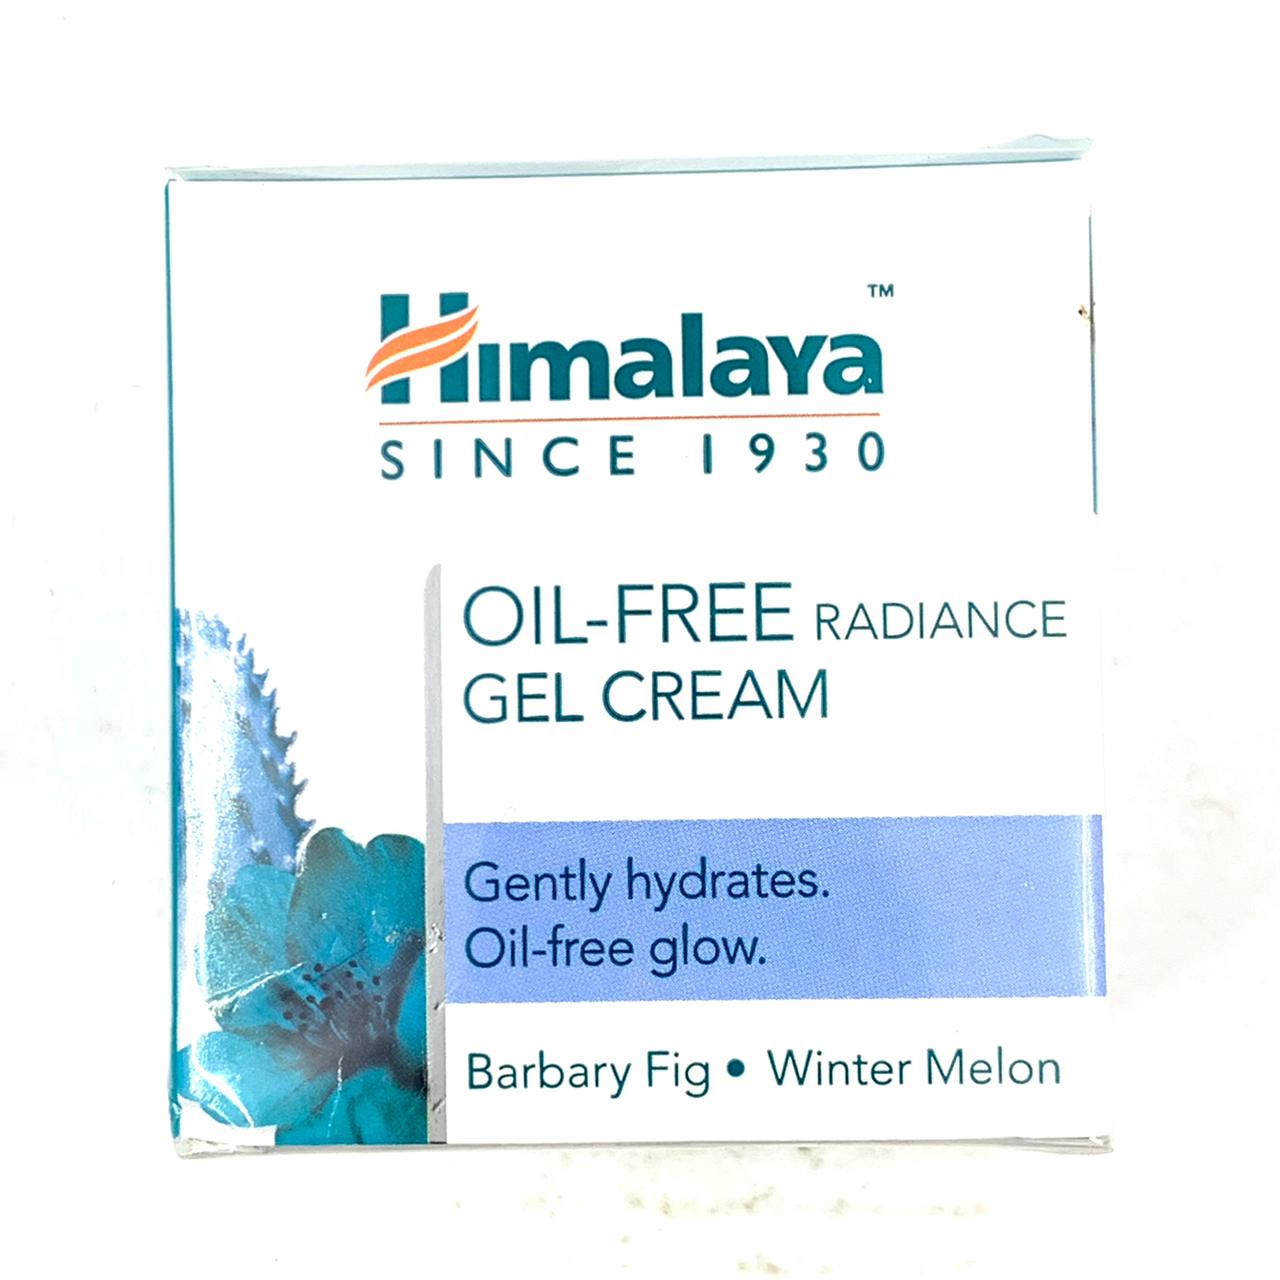 Himalaya™
SINCE 1930
OIL-FREE RADIANCE
GEL CREAM
Gently hydrates.
Oil-free glow.
Barbary Fig • Winter Melon